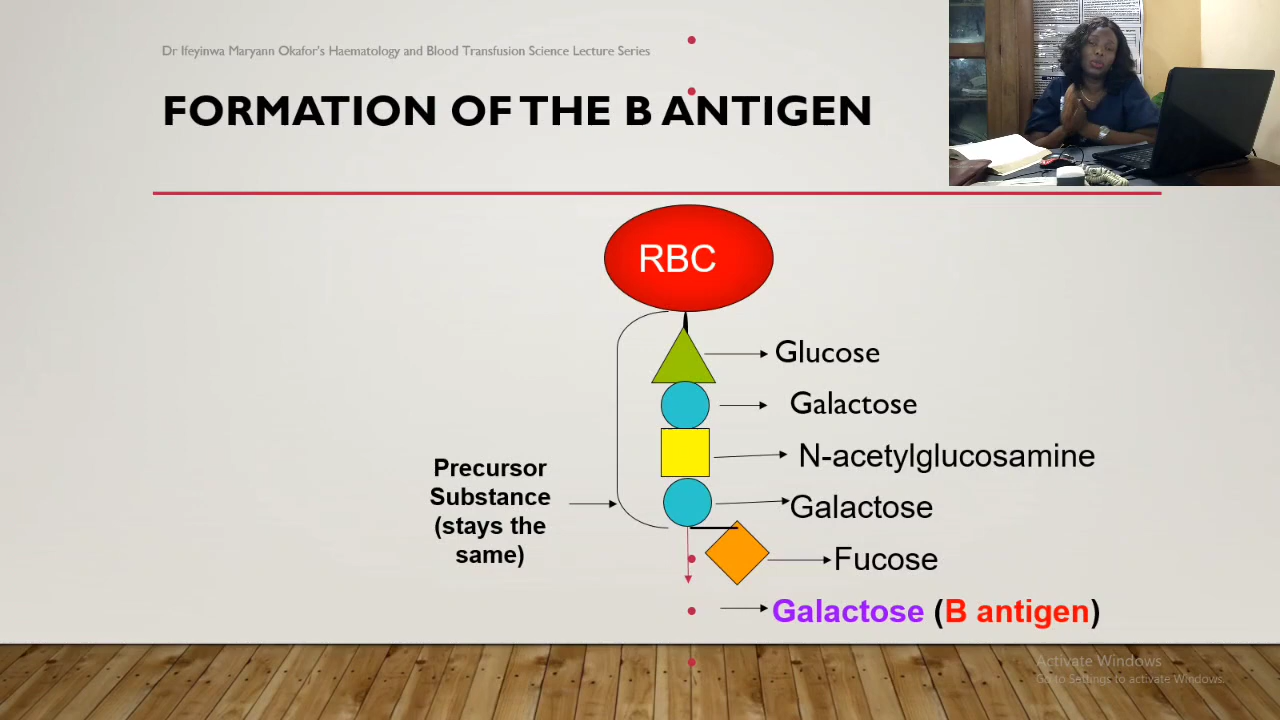 Dr Ifeyinwa Maryann Okafor's Haematology and Blood Transfusion Science Lecture Series
FORMATION OF THE B ANTIGEN
RBC
Glucose
Galactose
N-acetylglucosamine
Precursor
Substance
(stays the
same)
Galactose
Fucose
Galactose (B antigen)
Activate Windows
Go to Settings to activate Windows.